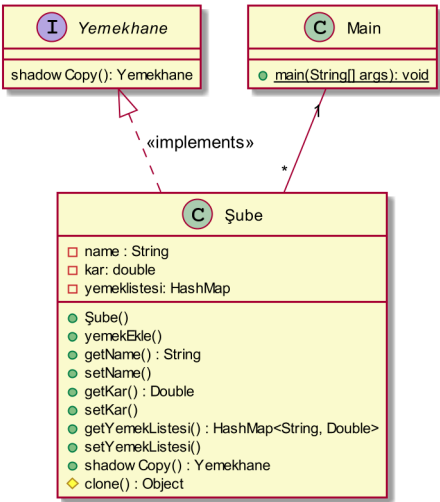 I Yemekhane
shadow Copy(): Yemekhane
C Main
main(String[] args): void
«implements»
1
*
C Şube
name : String
kar: double
yemeklistesi: HashMap
Şube()
yemekEkle()
getName() : String
setName()
getKar() : Double
setKar()
getYemekListesi() : HashMap<String, Double>
setYemekListesi()
shadow Copy() : Yemekhane
clone() : Object